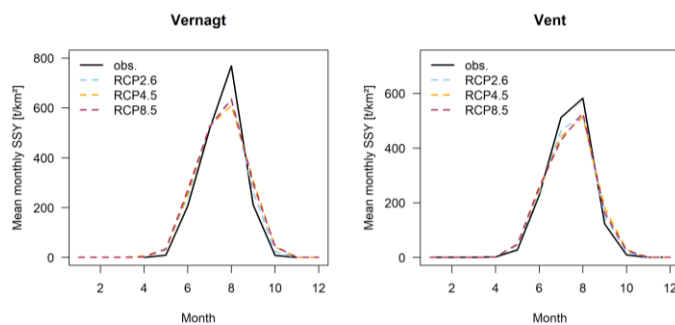 Vernagt
Mean monthly SSY [t/km²]
800
600
400
200
0
obs.
RCP2.6
RCP4.5
RCP8.5
2 4 6 8 10 12
Month
Vent
Mean monthly SSY [t/km²]
600
400
200
0
obs.
RCP2.6
RCP4.5
RCP8.5
2 4 6 8 10 12
Month